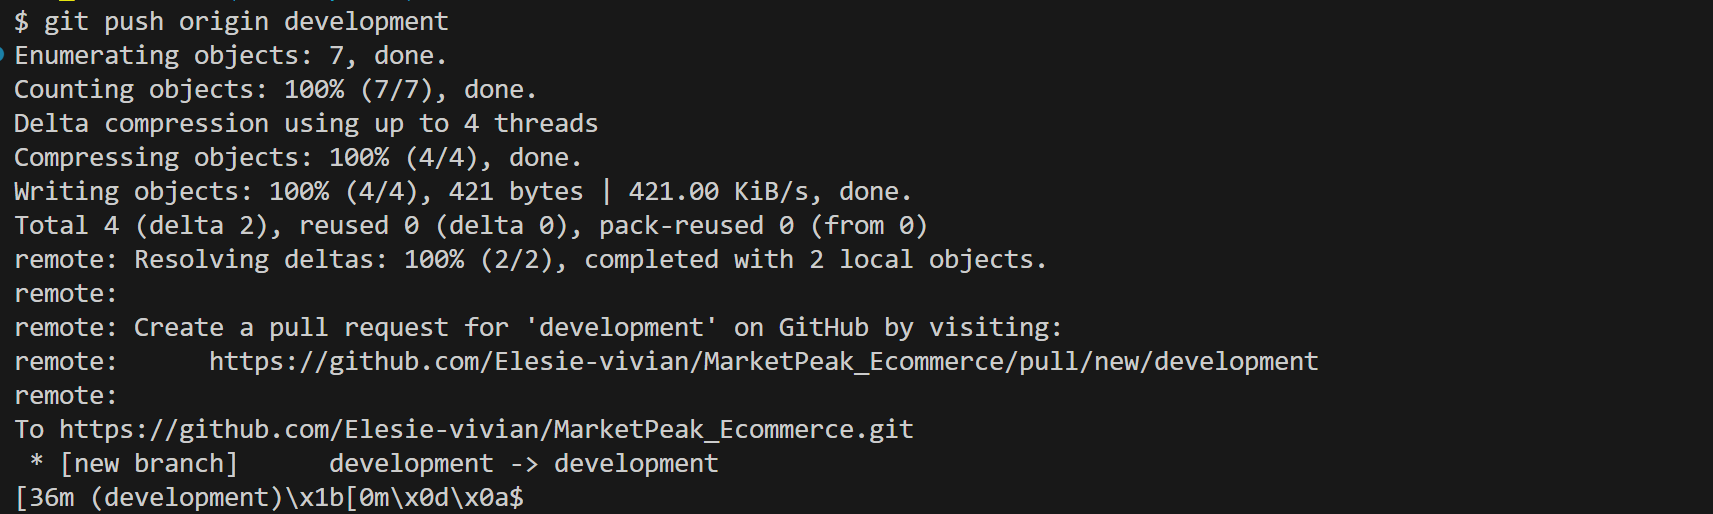 $ git push origin development
Enumerating objects: 7, done.
Counting objects: 100% (7/7), done.
Delta compression using up to 4 threads
Compressing objects: 100% (4/4), done.
Writing objects: 100% (4/4), 421 bytes | 421.00 KiB/s, done.
Total 4 (delta 2), reused 0 (delta 0), pack-reused 0 (from 0)
remote: Resolving deltas: 100% (2/2), completed with 2 local objects.
remote:
remote: Create a pull request for 'development' on GitHub by visiting:
remote:      https://github.com/Elesie-vivian/MarketPeak_Ecommerce/pull/new/development
remote:
To https://github.com/Elesie-vivian/MarketPeak_Ecommerce.git
 * [new branch]      development -> development
[36m (development)\x1b[0m\x0d\x0a$